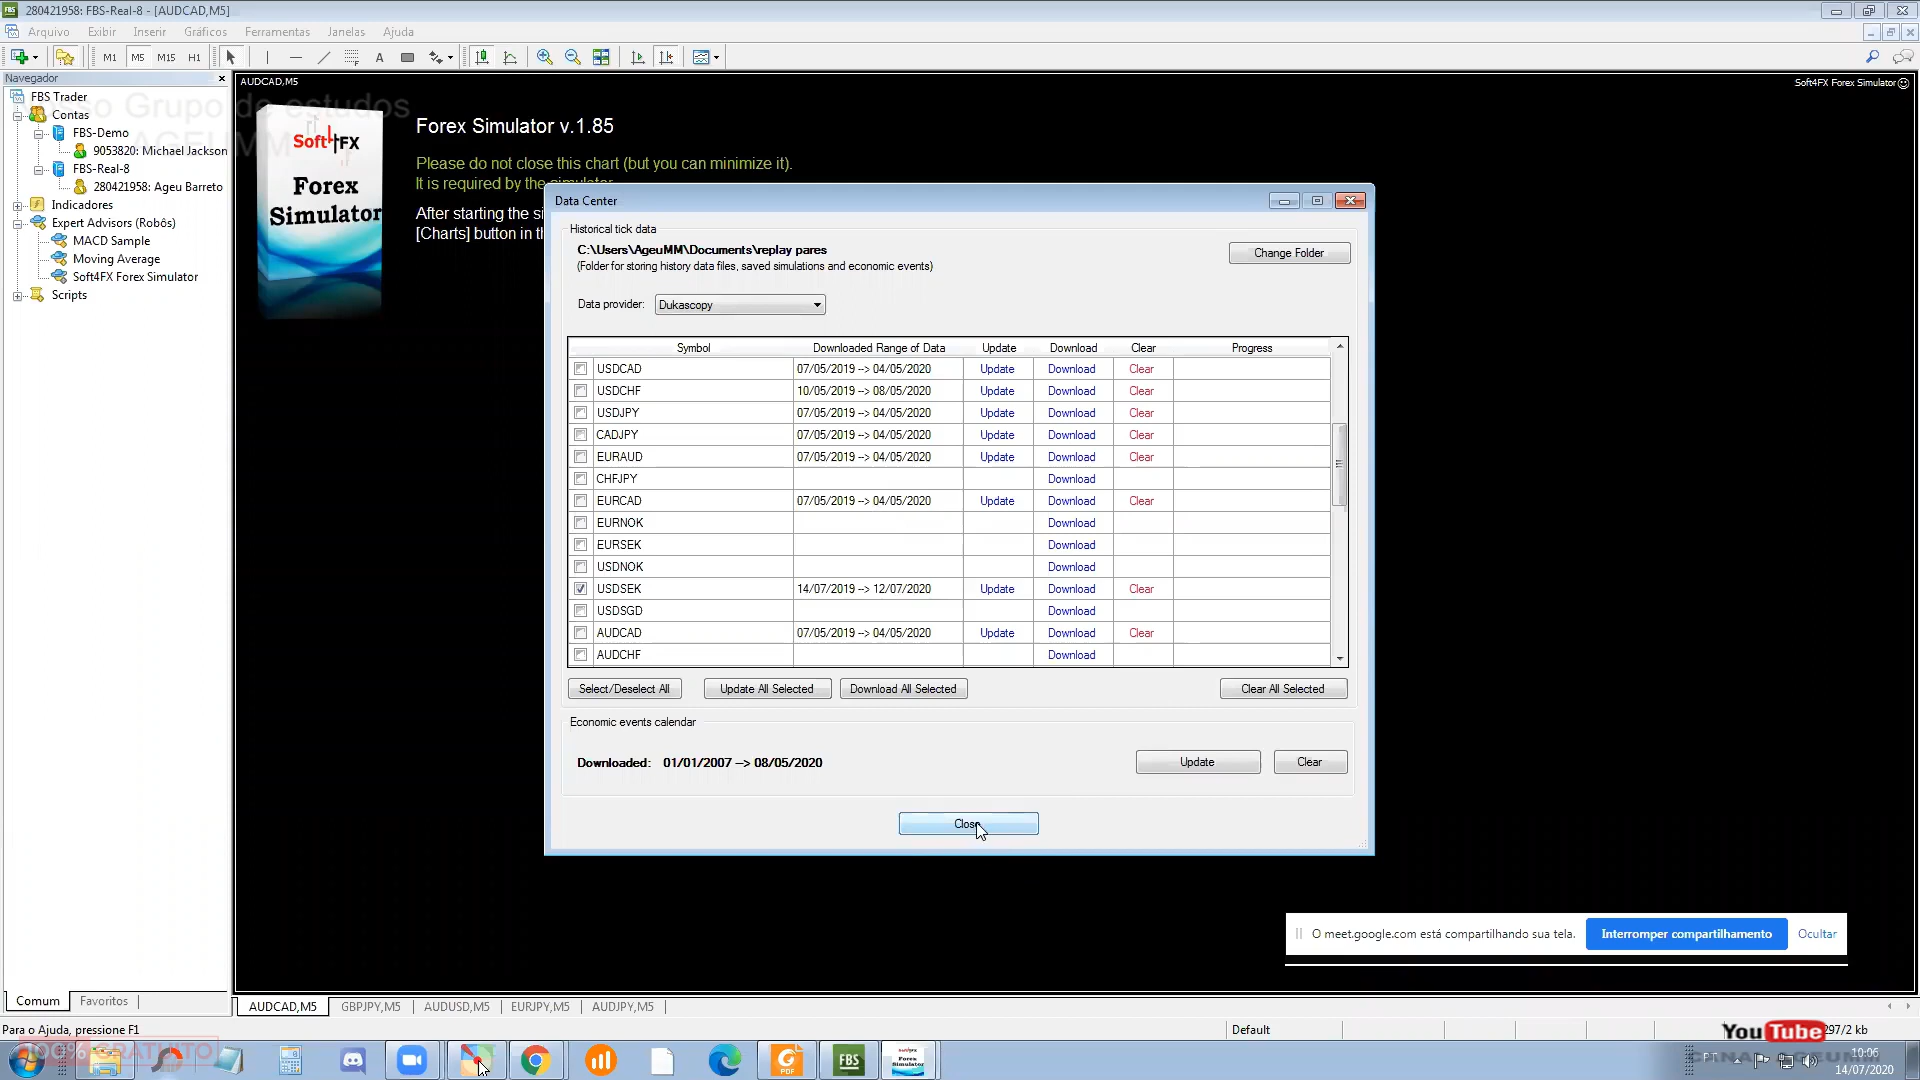 280421958: FBS-Real-8 - [AUDCAD,M5]
Arquivo Exibir Inserir Gráficos Ferramentas Janelas Ajuda
M1 M5 M15 H1 A
Navegador
FBS Trader
Contas
FBS-Demo
9053820: Michael Jackson
FBS-Real-8
280421958: Ageu Barreto
Indicadores
Expert Advisors (Robôs)
MACD Sample
Moving Average
Soft4FX Forex Simulator
Scripts
Comum Favoritos
Grupo de estudos
AGEUMM
AUDCAD,M5
Soft4FX Forex Simulator
Soft4FX
Forex
Simulator
Forex Simulator v.1.85
Please do not close this chart (but you can minimize it).
It is required by the simulator
After starting the si
[Charts] button in th
Data Center
Historical tick data
C:\Users\AgeuMM\Documents\replay pares
(Folder for storing history data files, saved simulations and economic events)
Change Folder
Data provider: Dukascopy
Symbol Downloaded Range of Data Update Download Clear Progress
USDCAD 07/05/2019 --> 04/05/2020 Update Download Clear
USDCHF 10/05/2019 --> 08/05/2020 Update Download Clear
USDJPY 07/05/2019 --> 04/05/2020 Update Download Clear
CADJPY 07/05/2019 --> 04/05/2020 Update Download Clear
EURAUD 07/05/2019 --> 04/05/2020 Update Download Clear
CHFJPY Download
EURCAD 07/05/2019 --> 04/05/2020 Update Download Clear
EURNOK Download
EURSEK Download
USDNOK Download
USDSEK 14/07/2019 --> 12/07/2020 Update Download Clear
USDSGD Download
AUDCAD 07/05/2019 --> 04/05/2020 Update Download Clear
AUDCHF Download
Select/Deselect All Update All Selected Download All Selected Clear All Selected
Economic events calendar
Downloaded: 01/01/2007 --> 08/05/2020 Update Clear
Close
O meet.google.com está compartilhando sua tela. Interromper compartilhamento Ocultar
AUDCAD,M5 GBPJPY,M5 AUDUSD,M5 EURJPY,M5 AUDJPY,M5
Para o Ajuda, pressione F1
Default
297/2 kb
YouTube
CANAL AGEUMM
100% GRATUITO
FBS
PT
10:06
14/07/2020